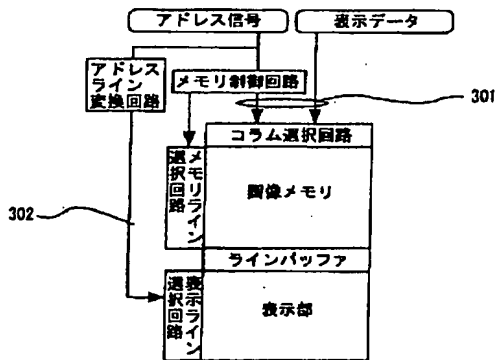 アドレス信号
表示データ
アドレス
ライン
変換回路
メモリ制御回路
301
コラム選択回路
メモリライン
選択回路
画像メモリ
302
ラインバッファ
表示ライン
選択回路
表示部